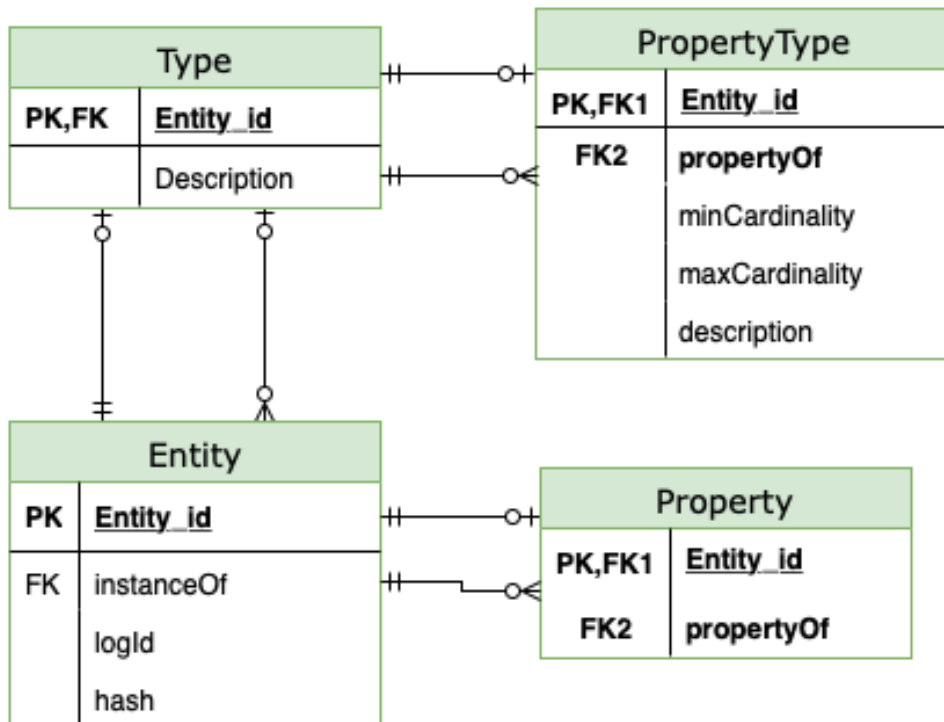 Type
PK,FK Entity_id
Description
PropertyType
PK,FK1 Entity_id
FK2 propertyOf
minCardinality
maxCardinality
description
Entity
PK Entity_id
FK instanceOf
logId
hash
Property
PK,FK1 Entity_id
FK2 propertyOf